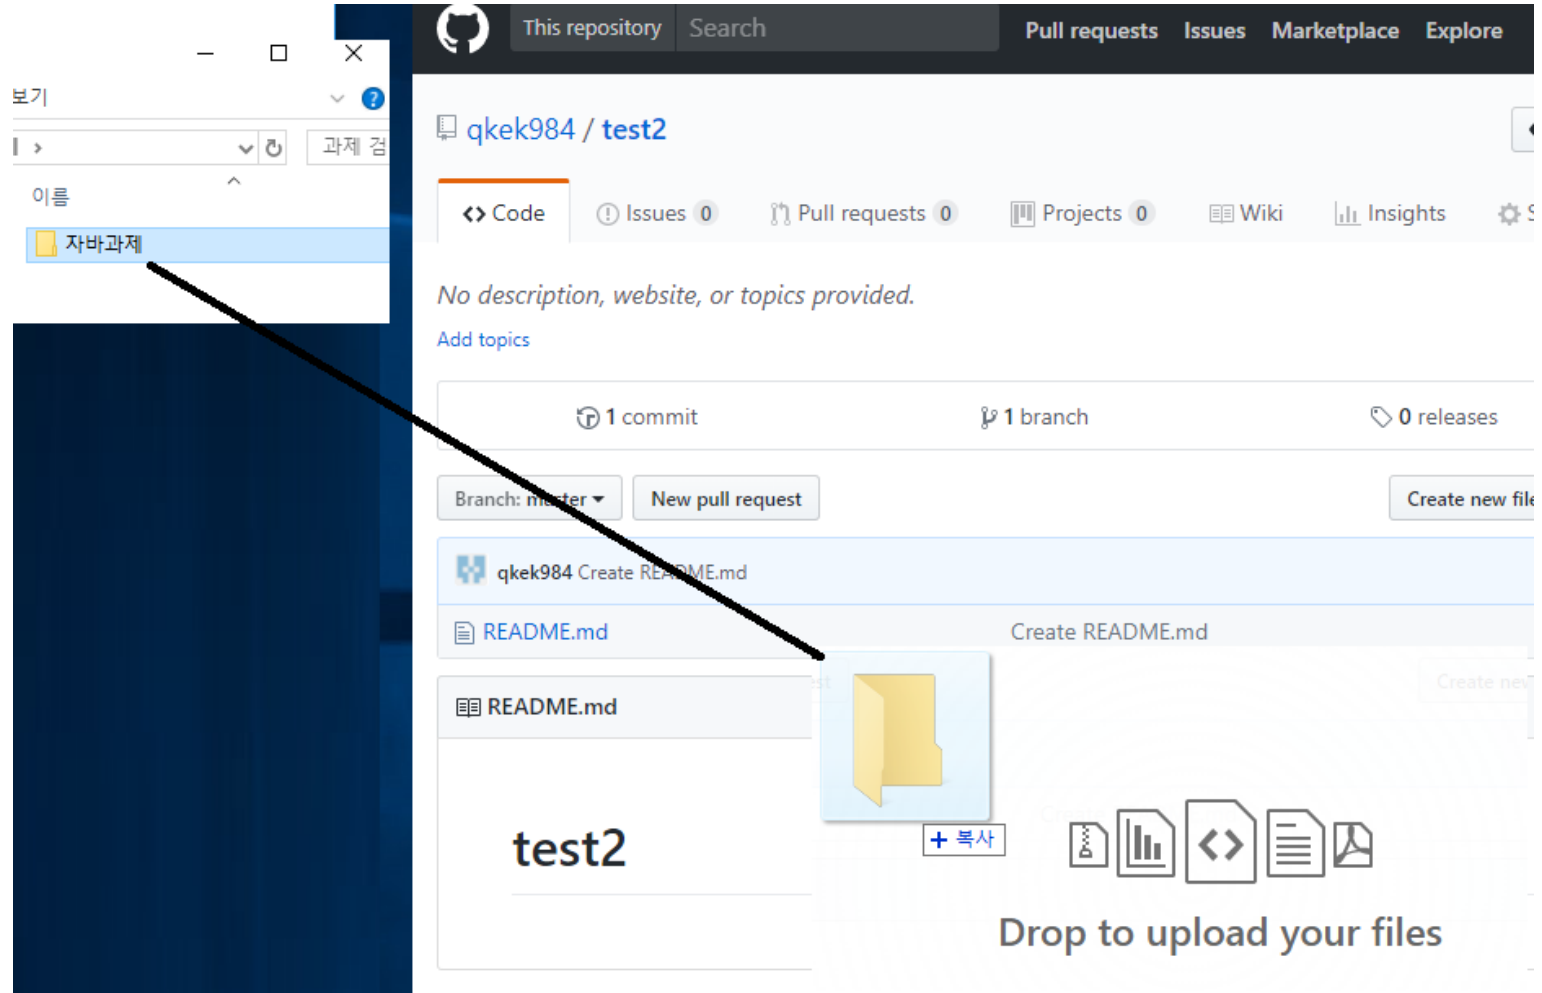 보기
과제 검
이름
자바과제
This repository Search Pull requests Issues Marketplace Explore
qkek984 / test2
Code Issues 0 Pull requests 0 Projects 0 Wiki Insights S
No description, website, or topics provided.
Add topics
1 commit 1 branch 0 releases
Branch: master New pull request Create new file
qkek984 Create README.md
README.md Create README.md
Create new
README.md
+ 복사
test2
Drop to upload your files